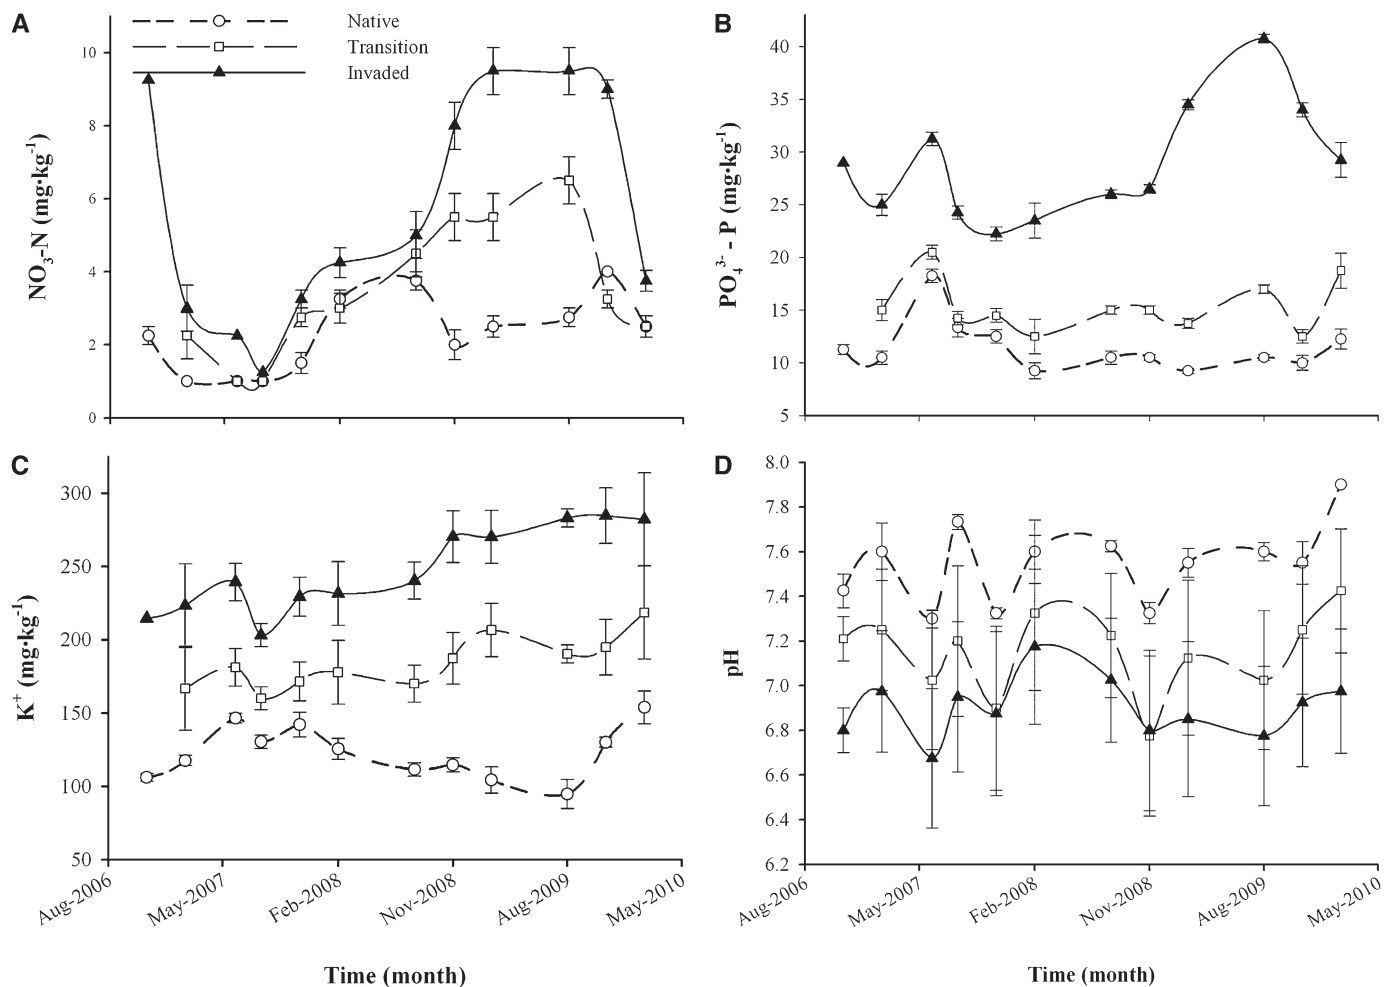 A
Native
Transition
Invaded
NO3-N (mg·kg-1)
10
8
6
4
2
0
B
PO43- - P (mg·kg-1)
40
35
30
25
20
15
10
5
C
K+ (mg·kg-1)
300
250
200
150
100
50
Aug-2006
May-2007
Feb-2008
Nov-2008
Aug-2009
May-2010
Time (month)
D
pH
8.0
7.8
7.6
7.4
7.2
7.0
6.8
6.6
6.4
6.2
Aug-2006
May-2007
Feb-2008
Nov-2008
Aug-2009
May-2010
Time (month)